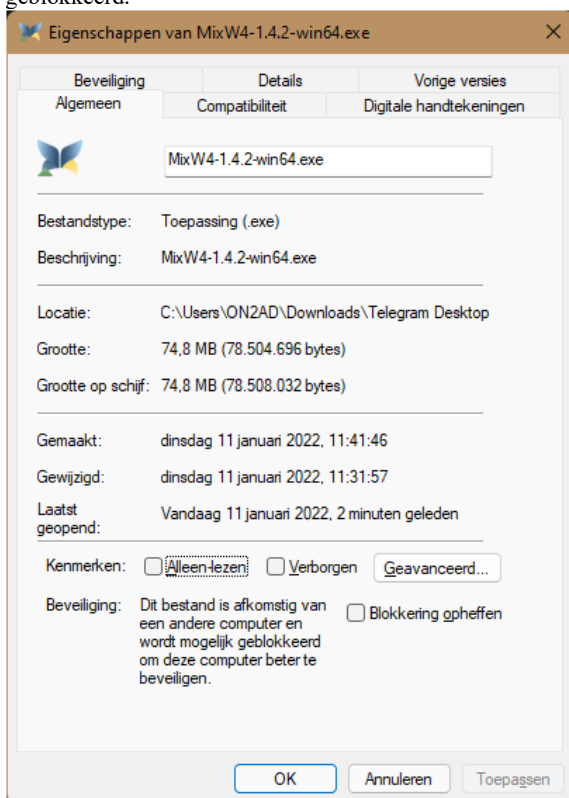 geblokkeerd.
Eigenschappen van MixW4-1.4.2-win64.exe
Beveiliging Details Vorige versies
Algemeen Compatibiliteit Digitale handtekeningen
MixW4-1.4.2-win64.exe
Bestandstype: Toepassing (.exe)
Beschrijving: MixW4-1.4.2-win64.exe
Locatie: C:\Users\ON2AD\Downloads\Telegram Desktop
Grootte: 74,8 MB (78.504.696 bytes)
Grootte op schijf: 74,8 MB (78.508.032 bytes)
Gemaakt: dinsdag 11 januari 2022, 11:41:46
Gewijzigd: dinsdag 11 januari 2022, 11:31:57
Laatst
geopend:
Vandaag 11 januari 2022, 2 minuten geleden
Kenmerken: Alleen-lezen Verborgen Geavanceerd...
Beveiliging: Dit bestand is afkomstig van
een andere computer en
wordt mogelijk geblokkeerd
om deze computer beter te
beveiligen.
Blokkering opheffen
OK Annuleren Toepassen